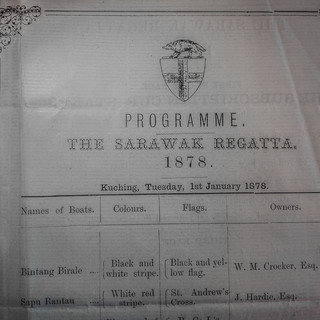 PROGRAMME.
THE SARAWAK REGATTA.
1878.
Kuching, Tuesday, 1st January 1878.
Names of Boats. Colours. Flags. Owners.
Bintang Birale ... Black and white stripe. Black and yel-low flag. W. M. Crocker, Esq.
Sapu Rantau White red stripe. St. Andrew's Cross. J. Hardie, Esq.